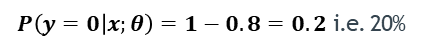 P(y = 0|x; θ) = 1 − 0.8 = 0.2 i.e. 20%